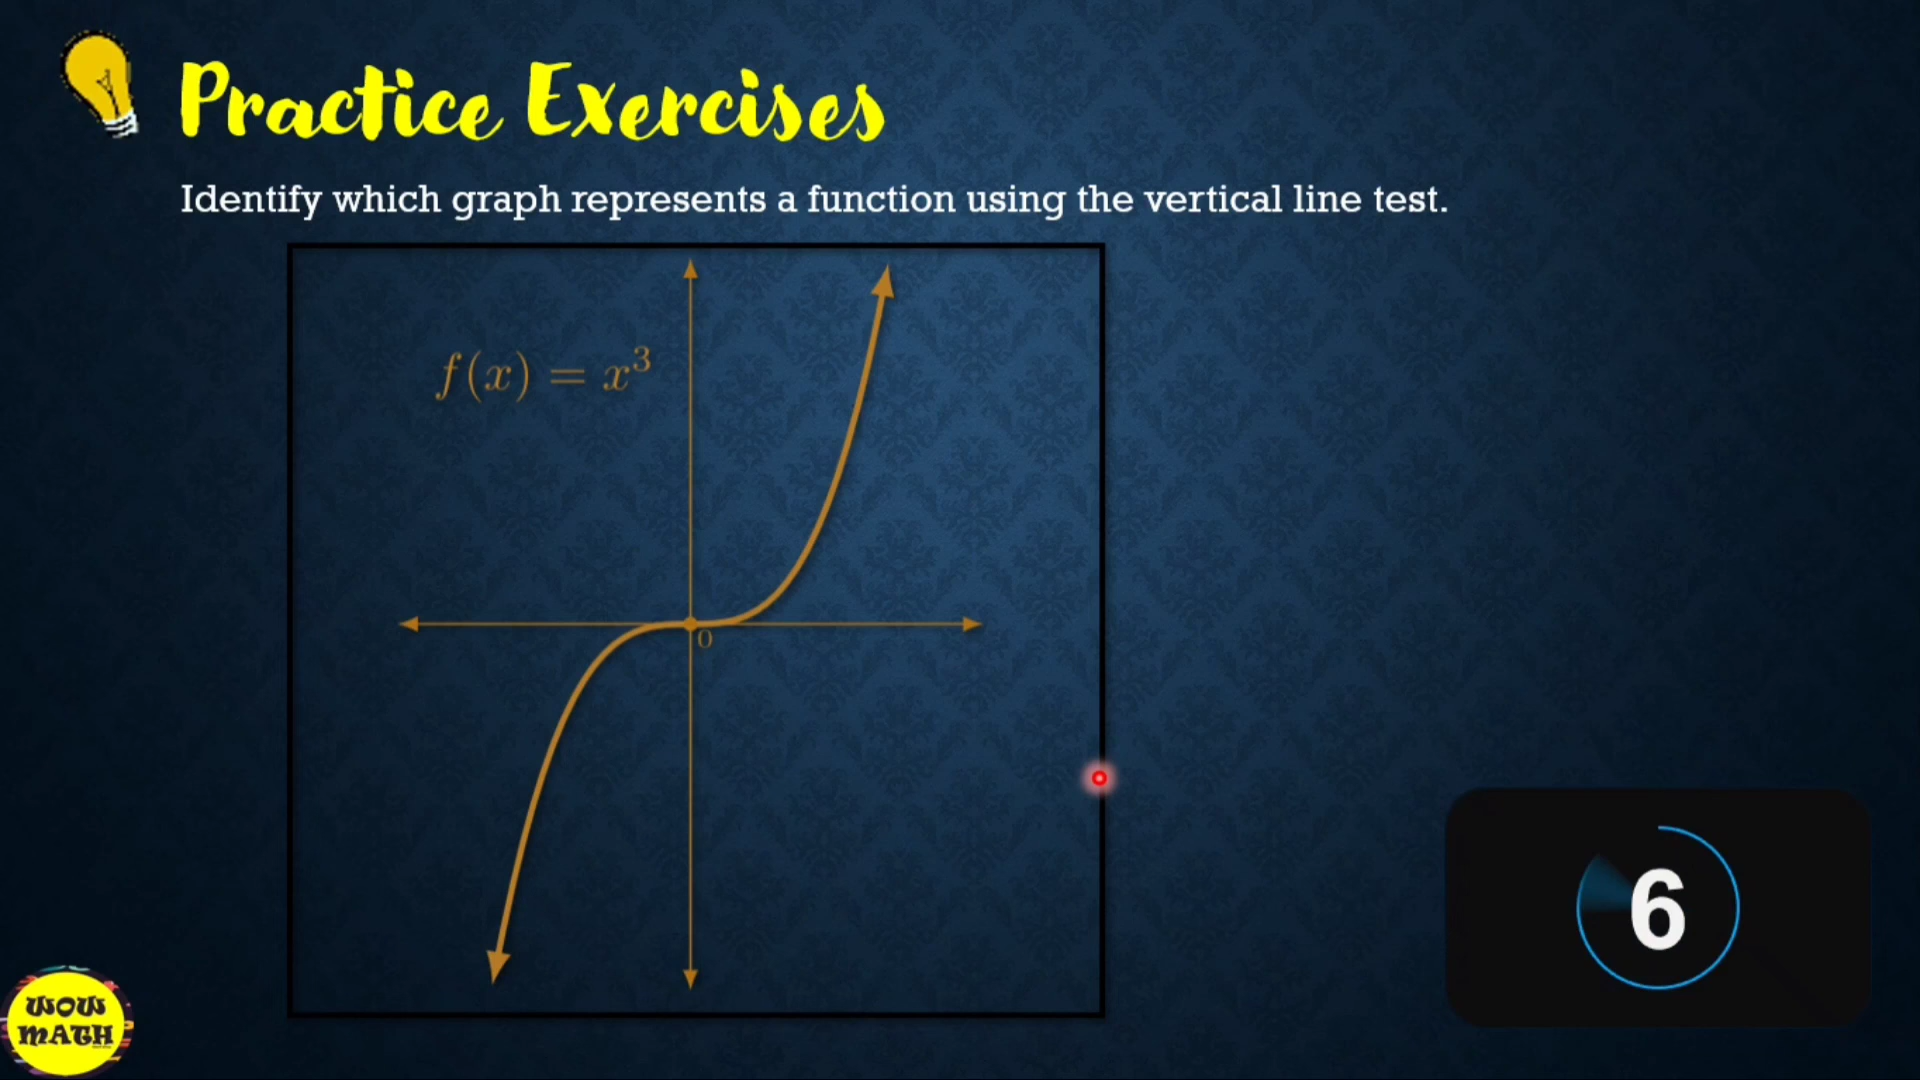 Practice Exercises
Identify which graph represents a function using the vertical line test.
f(x) = x³
0
6
WOW
MATH